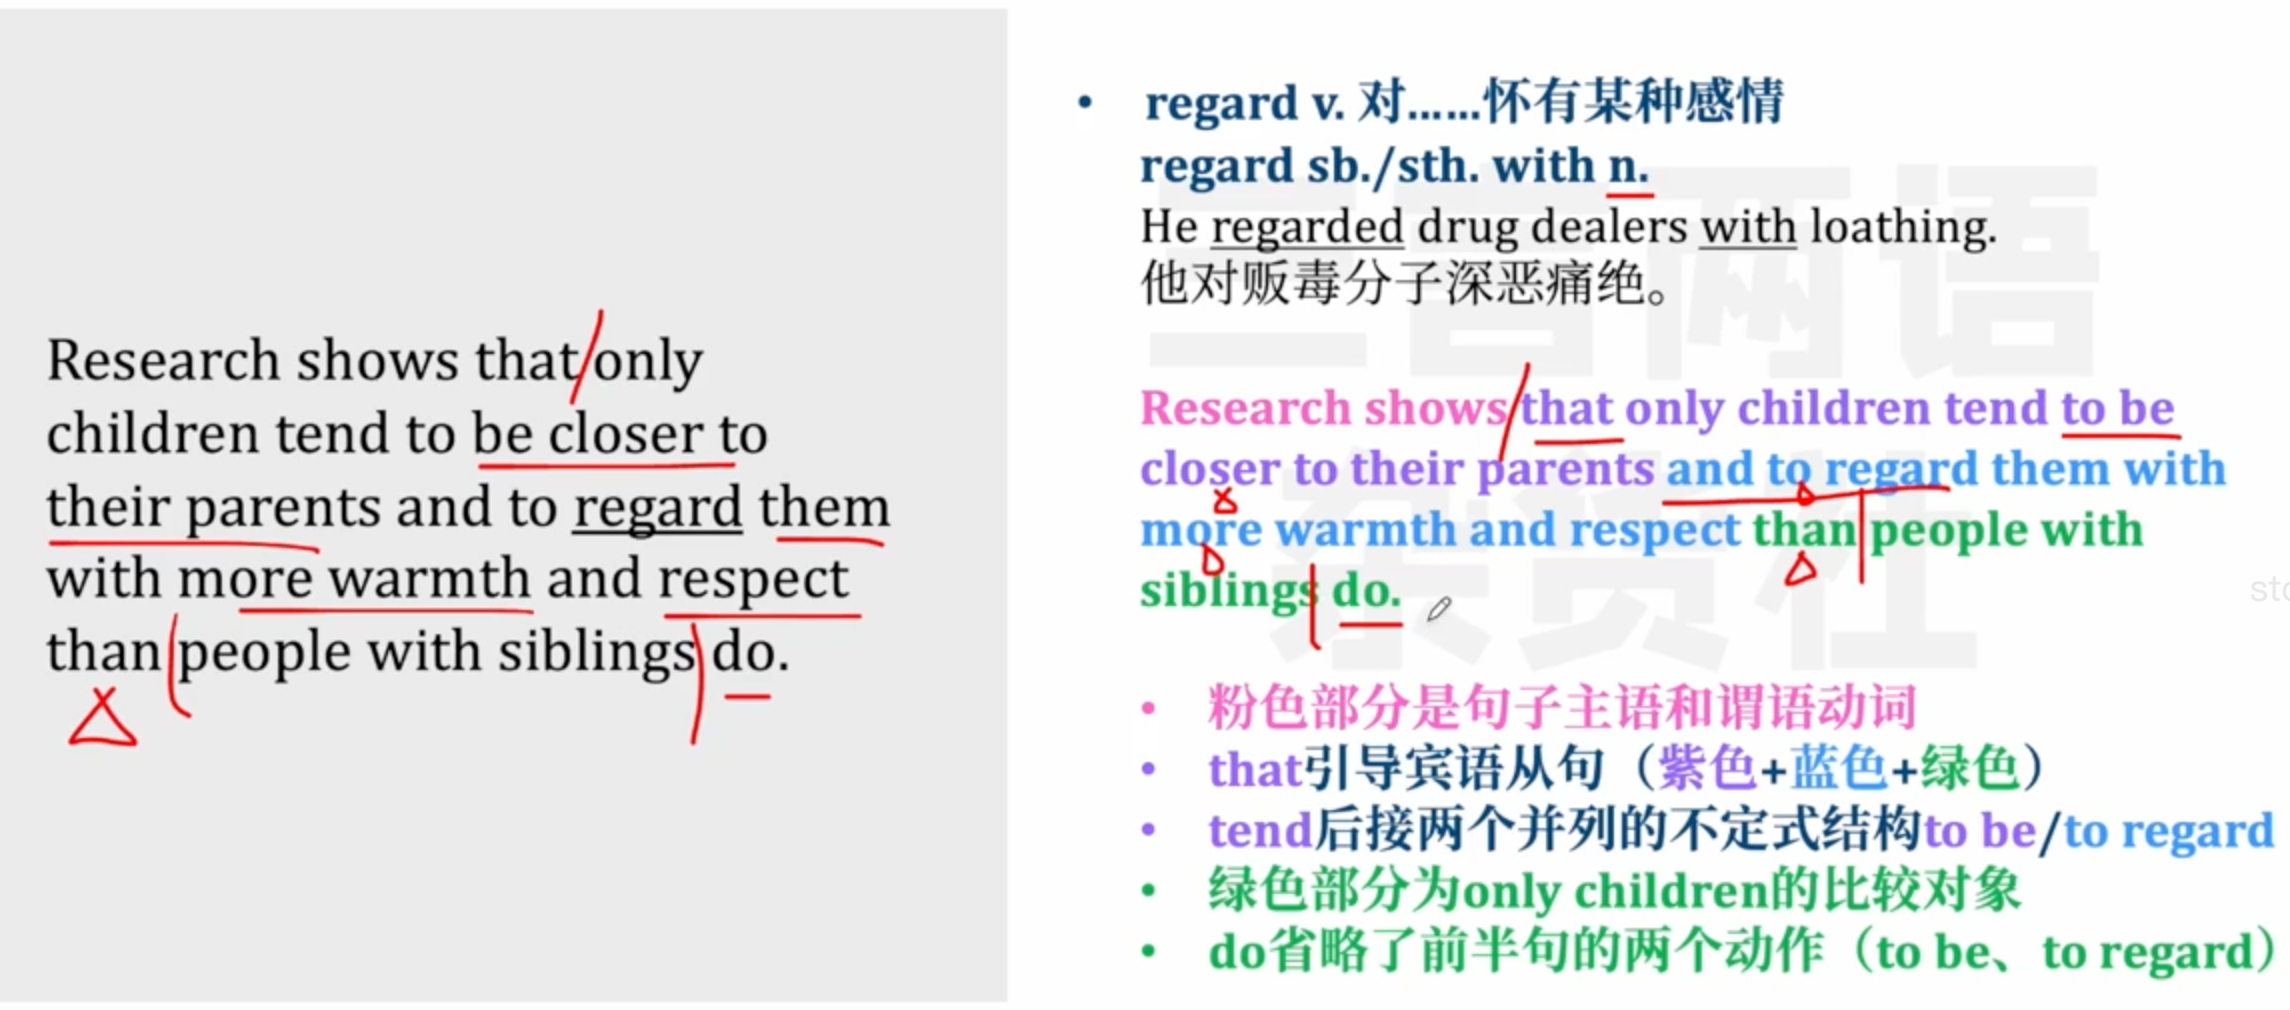 Research shows that only
children tend to be closer to
their parents and to regard them
with more warmth and respect
than people with siblings do.
• regard v. 对……怀有某种感情
regard sb./sth. with n.
He regarded drug dealers with loathing.
他对贩毒分子深恶痛绝。
Research shows that only children tend to be
closer to their parents and to regard them with
more warmth and respect than people with
siblings do.
• 粉色部分是句子主语和谓语动词
• that引导宾语从句（紫色+蓝色+绿色）
• tend后接两个并列的不定式结构to be/to regard
• 绿色部分为only children的比较对象
• do省略了前半句的两个动作（to be、to regard）
三言两语
杂货社